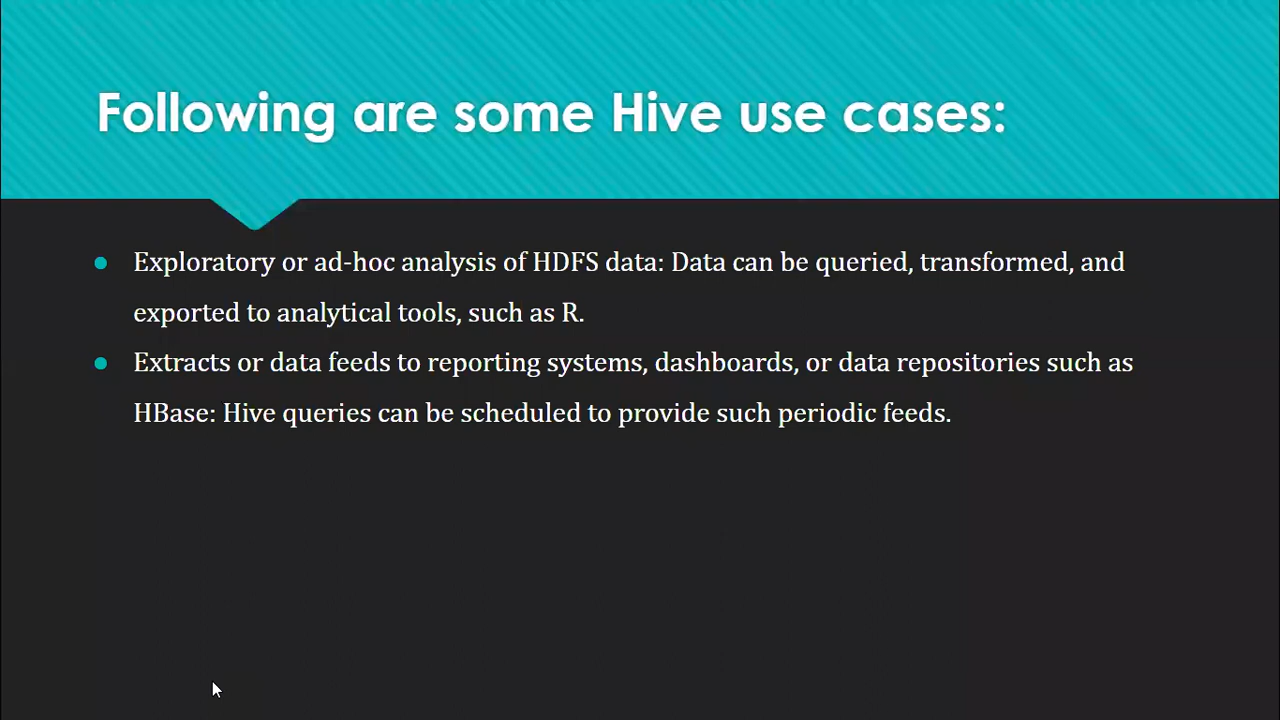 Following are some Hive use cases:
Exploratory or ad-hoc analysis of HDFS data: Data can be queried, transformed, and
exported to analytical tools, such as R.
Extracts or data feeds to reporting systems, dashboards, or data repositories such as
HBase: Hive queries can be scheduled to provide such periodic feeds.